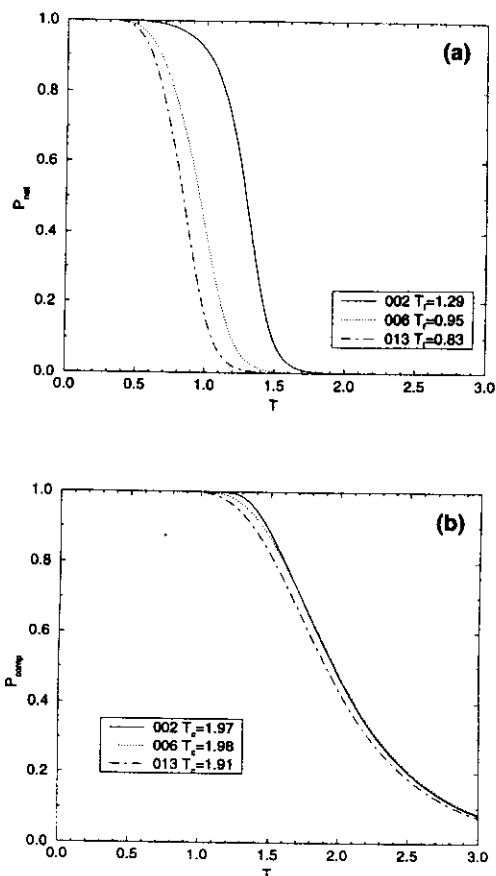 (a)
1.0
0.8
0.6
0.4
0.2
0.0
P_nat
002 T_f=1.29
006 T_f=0.95
013 T_f=0.83
0.0 0.5 1.0 1.5 2.0 2.5 3.0
T
(b)
1.0
0.8
0.6
0.4
0.2
0.0
P_comp
002 T_c=1.97
006 T_c=1.98
013 T_c=1.91
0.0 0.5 1.0 1.5 2.0 2.5 3.0
T